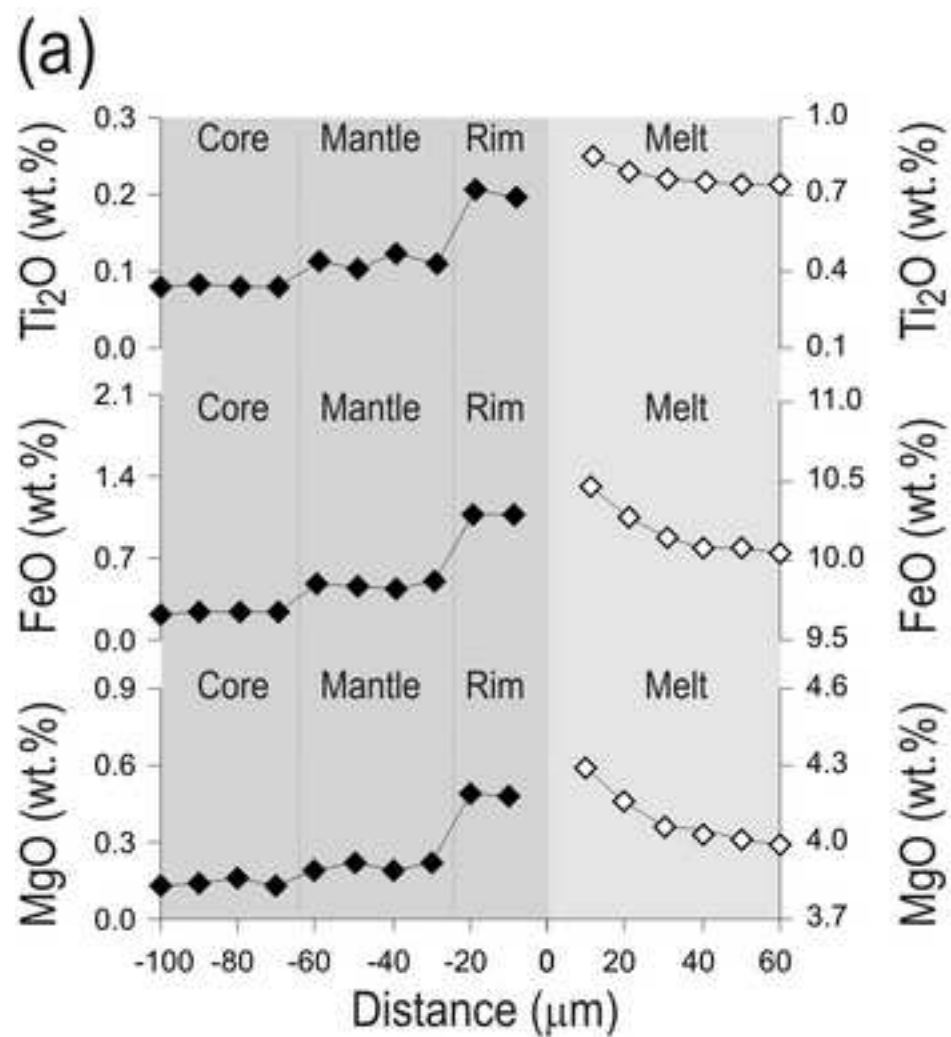 (a)
Ti₂O (wt.%)
0.3
0.2
0.1
0.0
Core Mantle Rim Melt
1.0
0.7
0.4
0.1
Ti₂O (wt.%)
FeO (wt.%)
2.1
1.4
0.7
0.0
Core Mantle Rim Melt
11.0
10.5
10.0
9.5
FeO (wt.%)
MgO (wt.%)
0.9
0.6
0.3
0.0
Core Mantle Rim Melt
4.6
4.3
4.0
3.7
MgO (wt.%)
-100 -80 -60 -40 -20 0 20 40 60
Distance (μm)